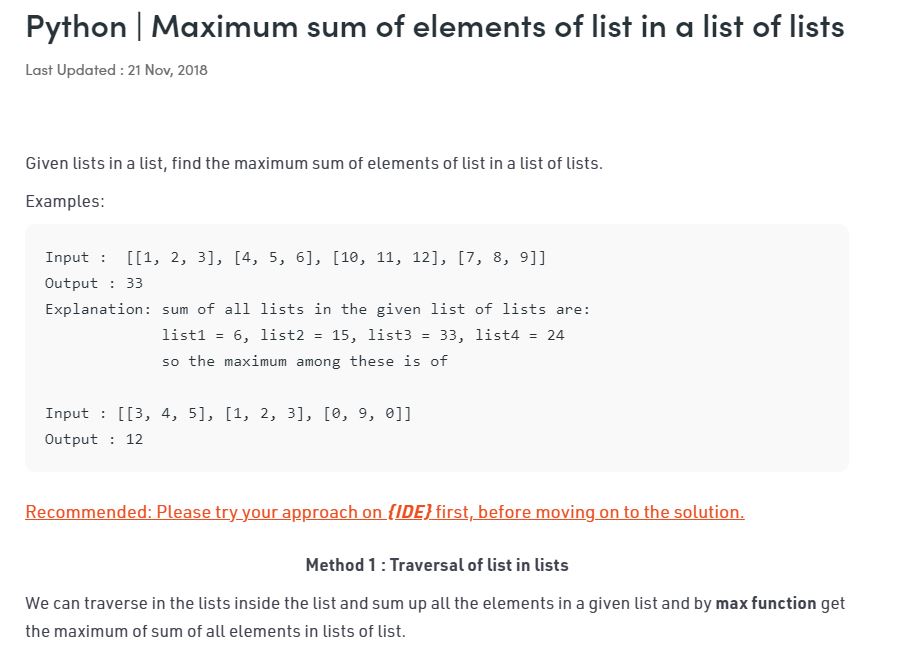 Python | Maximum sum of elements of list in a list of lists
Last Updated : 21 Nov, 2018
Given lists in a list, find the maximum sum of elements of list in a list of lists.
Examples:
Input :  [[1, 2, 3], [4, 5, 6], [10, 11, 12], [7, 8, 9]]
Output : 33
Explanation: sum of all lists in the given list of lists are:
list1 = 6, list2 = 15, list3 = 33, list4 = 24
so the maximum among these is of
Input : [[3, 4, 5], [1, 2, 3], [0, 9, 0]]
Output : 12
Recommended: Please try your approach on {IDE} first, before moving on to the solution.
Method 1 : Traversal of list in lists
We can traverse in the lists inside the list and sum up all the elements in a given list and by max function get
the maximum of sum of all elements in lists of list.